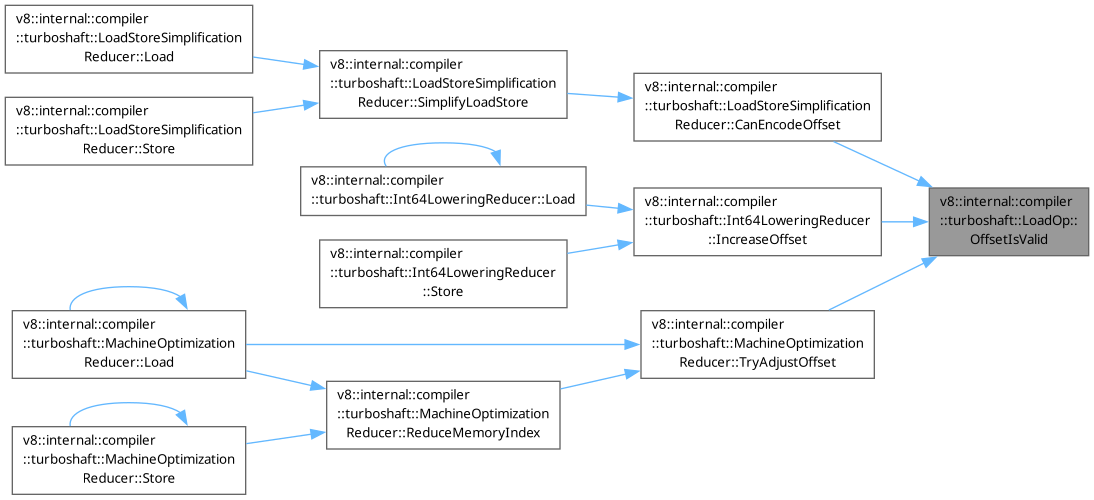 v8::internal::compiler
::turboshaft::LoadStoreSimplification
Reducer::Load
v8::internal::compiler
::turboshaft::LoadStoreSimplification
Reducer::Store
v8::internal::compiler
::turboshaft::LoadStoreSimplification
Reducer::SimplifyLoadStore
v8::internal::compiler
::turboshaft::LoadStoreSimplification
Reducer::CanEncodeOffset
v8::internal::compiler
::turboshaft::Int64LoweringReducer::Load
v8::internal::compiler
::turboshaft::Int64LoweringReducer
::IncreaseOffset
v8::internal::compiler
::turboshaft::LoadOp::
OffsetIsValid
v8::internal::compiler
::turboshaft::Int64LoweringReducer
::Store
v8::internal::compiler
::turboshaft::MachineOptimization
Reducer::Load
v8::internal::compiler
::turboshaft::MachineOptimization
Reducer::TryAdjustOffset
v8::internal::compiler
::turboshaft::MachineOptimization
Reducer::ReduceMemoryIndex
v8::internal::compiler
::turboshaft::MachineOptimization
Reducer::Store